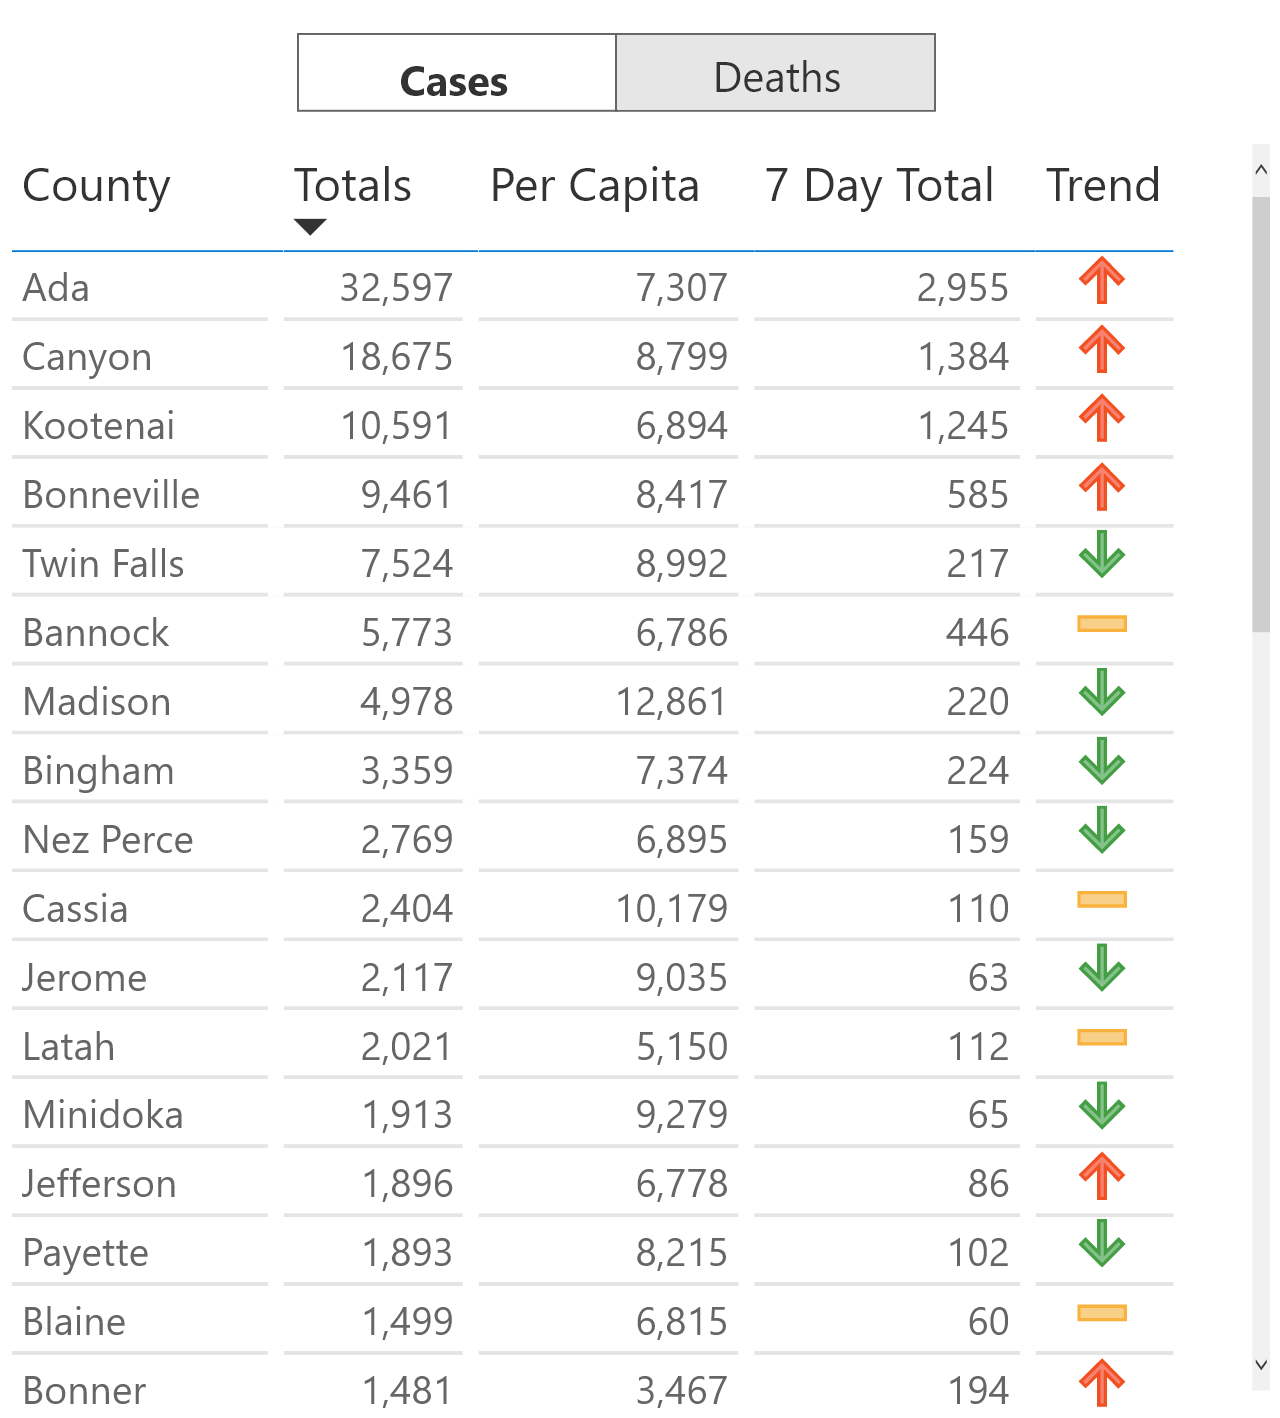 Cases Deaths
County Totals Per Capita 7 Day Total Trend
Ada 32,597 7,307 2,955
Canyon 18,675 8,799 1,384
Kootenai 10,591 6,894 1,245
Bonneville 9,461 8,417 585
Twin Falls 7,524 8,992 217
Bannock 5,773 6,786 446
Madison 4,978 12,861 220
Bingham 3,359 7,374 224
Nez Perce 2,769 6,895 159
Cassia 2,404 10,179 110
Jerome 2,117 9,035 63
Latah 2,021 5,150 112
Minidoka 1,913 9,279 65
Jefferson 1,896 6,778 86
Payette 1,893 8,215 102
Blaine 1,499 6,815 60
Bonner 1,481 3,467 194